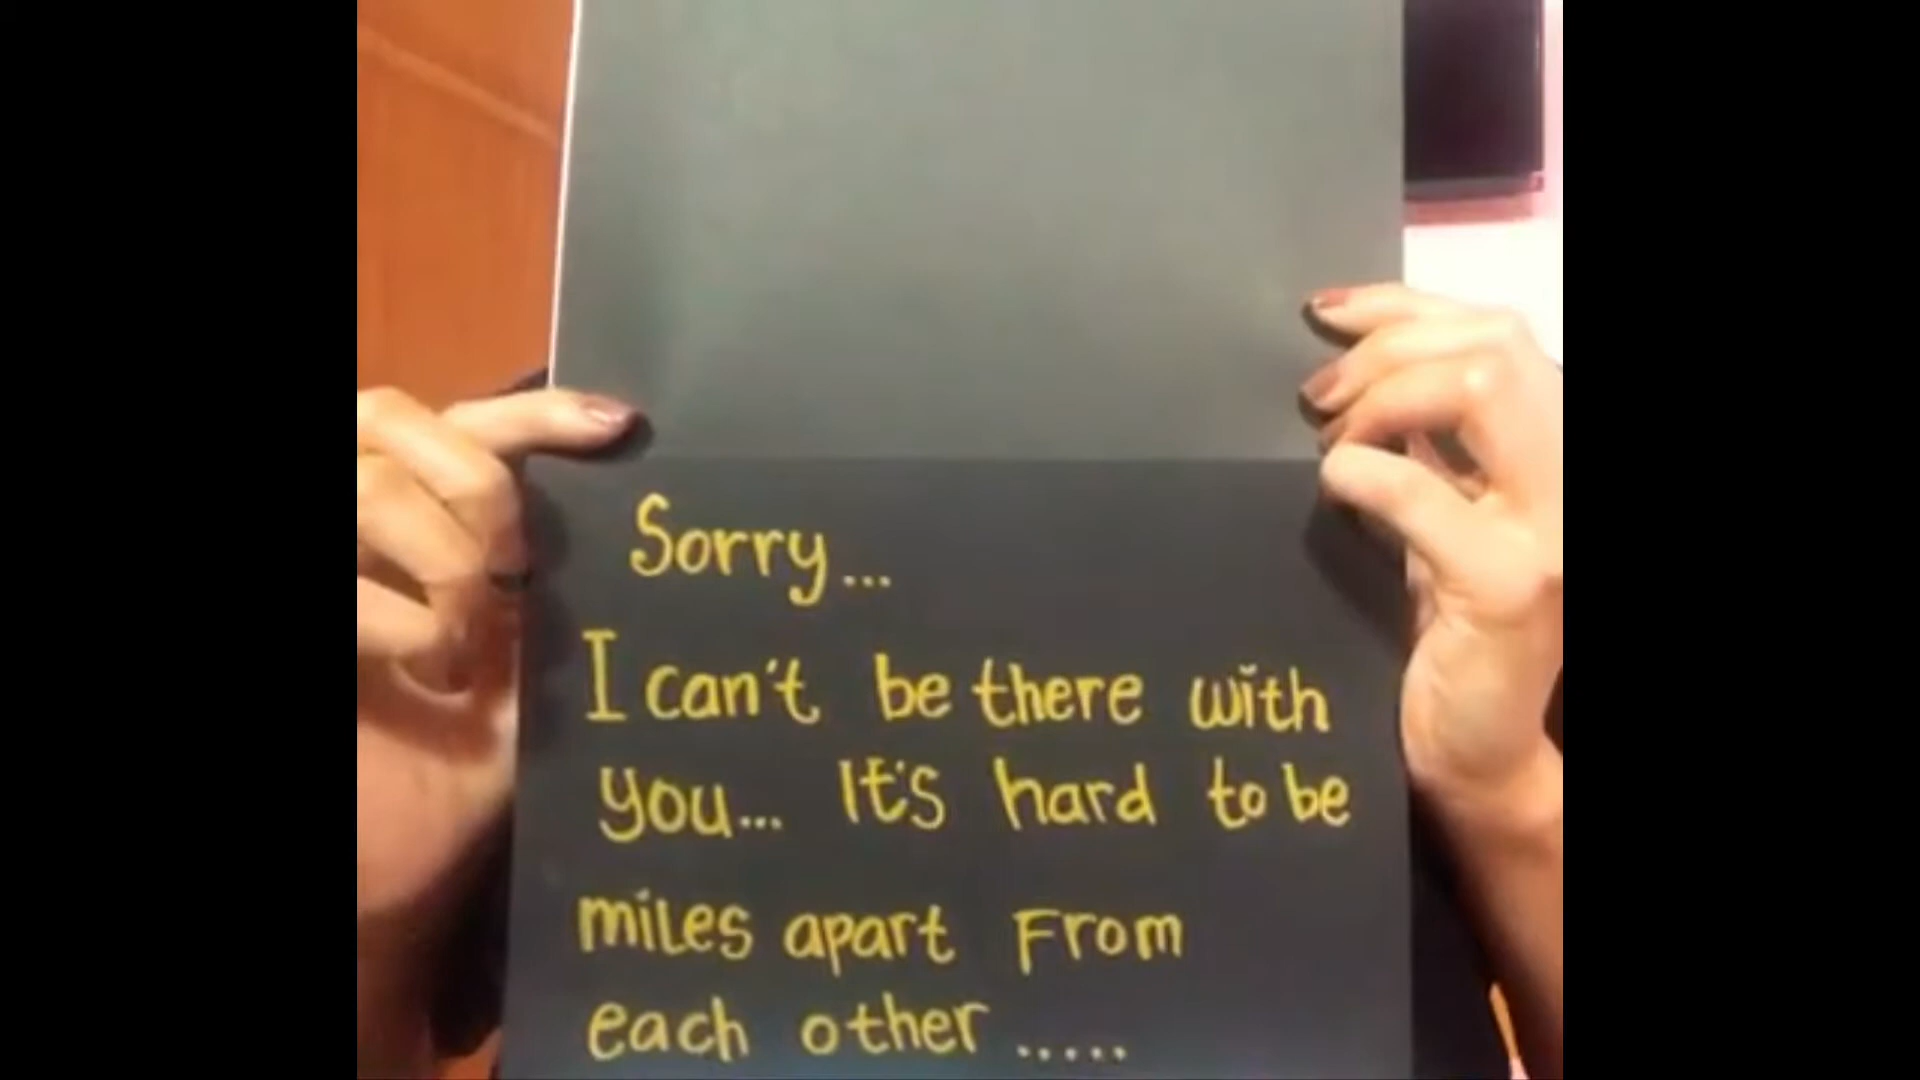 Sorry...
I can't be there with
you... It's hard to be
miles apart From
each other .....